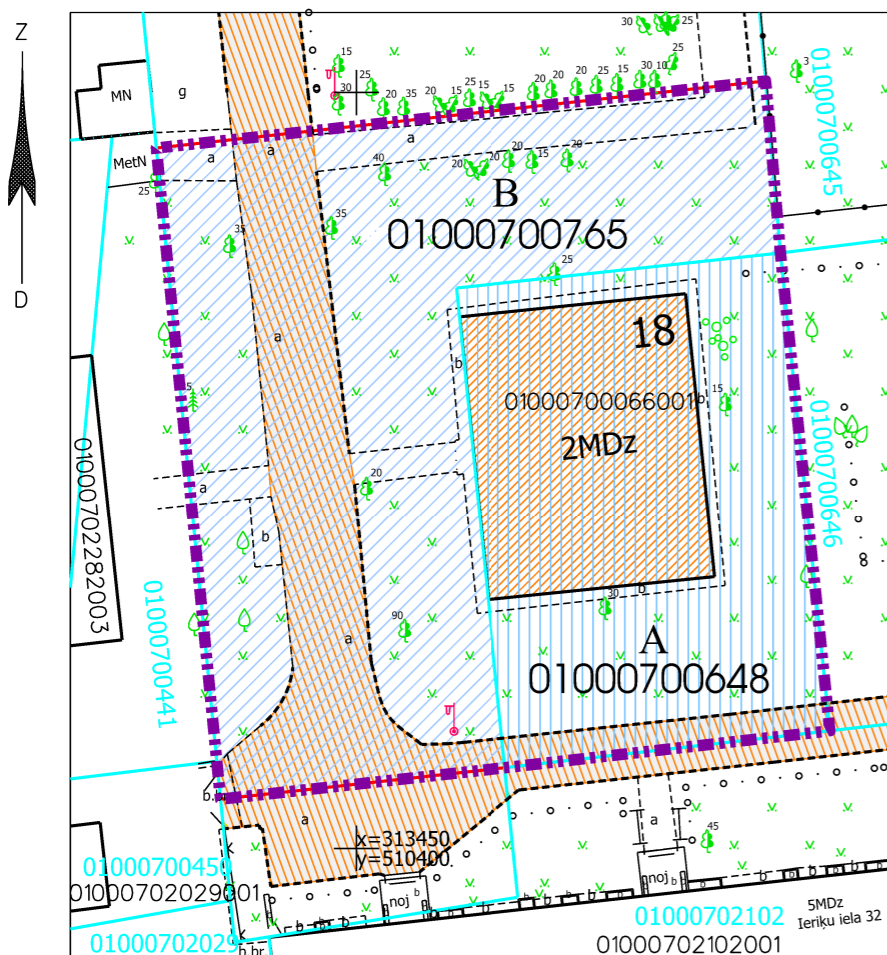 Z
D
MN
g
MetN
a
a
a
25
15
30
25
20
35
25
15
15
20
20
20
25
15
30
10
25
30
25
3
40
20
20
20
15
20
35
35
B
01000700765
25
01000700645
18
01000700066001
2MDz
b
b
b
15
a
5
a
b
20
01000702282003
01000700441
01000700646
90
a
30
A
01000700648
a
a
x=313450
y=510400
45
01000700450
01000702029001
01000702029
K
K
b.br.
noj
b
noj
b
b
b
b
b
b
b
b
b
b
b
b
b
b
01000702102
01000702102001
5MDz
Ieriķu iela 32